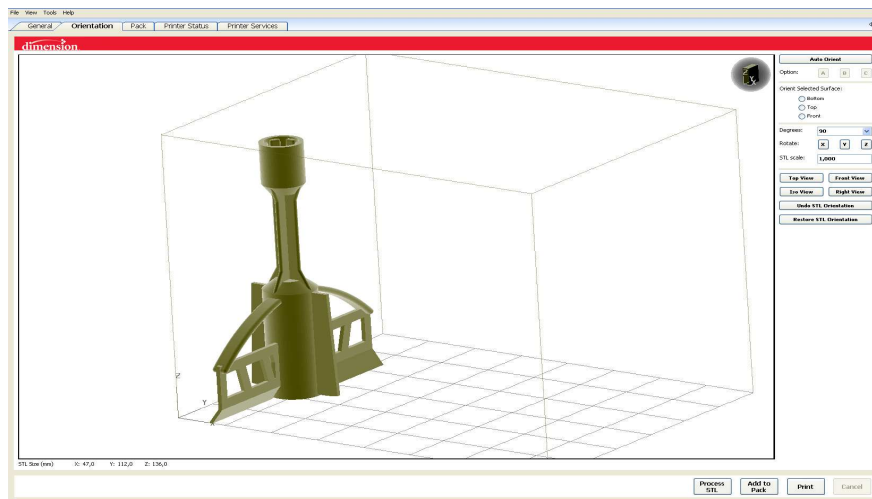 File View Tools Help
General Orientation Pack Printer Status Printer Services
dimension
Auto Orient
Option: A B C
Orient Selected Surface:
Bottom
Top
Front
Degrees: 90
Rotate: X Y Z
STL scale: 1,000
Top View Front View
Iso View Right View
Undo STL Orientation
Restore STL Orientation
Z
Y
X
Z
Y
X
STL Size (mm) X: 47,0 Y: 112,0 Z: 136,0
Process STL Add to Pack Print Cancel